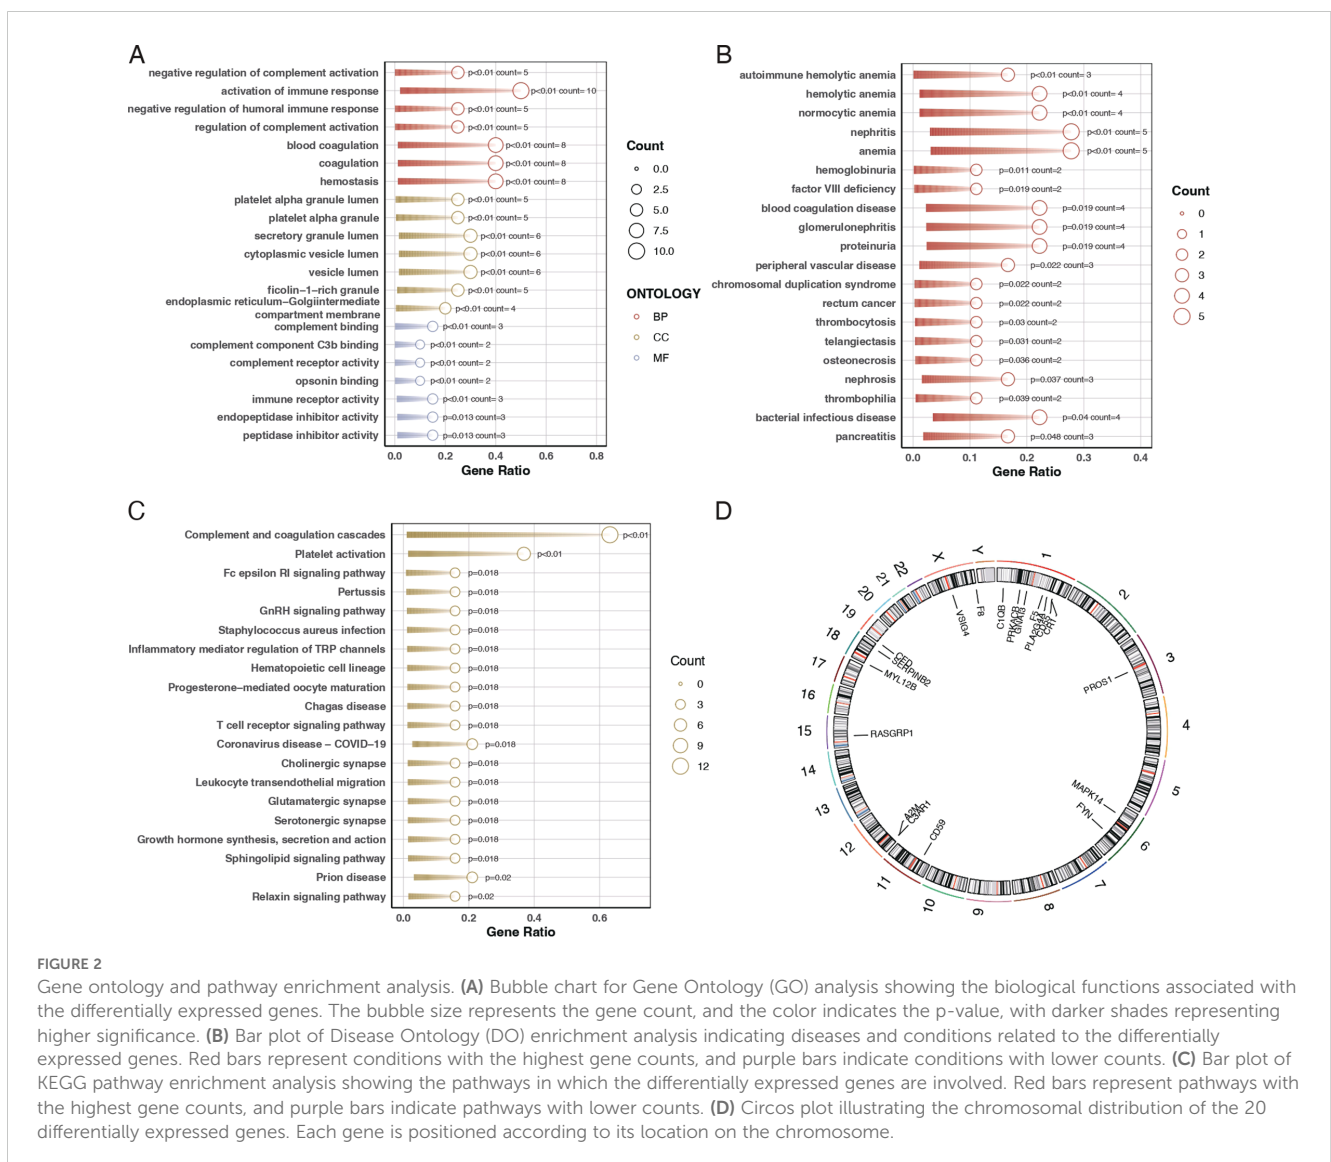 A
negative regulation of complement activation p<0.01 count= 5
activation of immune response p<0.01 count= 10
negative regulation of humoral immune response p<0.01 count= 5
regulation of complement activation p<0.01 count= 5
blood coagulation p<0.01 count= 8
coagulation p<0.01 count= 8
hemostasis p<0.01 count= 8
platelet alpha granule lumen p<0.01 count= 5
platelet alpha granule p<0.01 count= 5
secretory granule lumen p<0.01 count= 6
cytoplasmic vesicle lumen p<0.01 count= 6
vesicle lumen p<0.01 count= 6
ficolin−1−rich granule p<0.01 count= 5
endoplasmic reticulum−Golgiintermediate
compartment membrane p<0.01 count= 4
complement binding p<0.01 count= 3
complement component C3b binding p<0.01 count= 2
complement receptor activity p<0.01 count= 2
opsonin binding p<0.01 count= 2
immune receptor activity p<0.01 count= 3
endopeptidase inhibitor activity p=0.013 count=3
peptidase inhibitor activity p=0.013 count=3
0.0 0.2 0.4 0.6 0.8
Gene Ratio
Count
0.0
2.5
5.0
7.5
10.0
ONTOLOGY
BP
CC
MF
B
autoimmune hemolytic anemia p<0.01 count= 3
hemolytic anemia p<0.01 count= 4
normocytic anemia p<0.01 count= 4
nephritis p<0.01 count= 5
anemia p<0.01 count= 5
hemoglobinuria p=0.011 count=2
factor VIII deficiency p=0.019 count=2
blood coagulation disease p=0.019 count=4
glomerulonephritis p=0.019 count=4
proteinuria p=0.019 count=4
peripheral vascular disease p=0.022 count=3
chromosomal duplication syndrome p=0.022 count=2
rectum cancer p=0.022 count=2
thrombocytosis p=0.03 count=2
telangiectasis p=0.031 count=2
osteonecrosis p=0.036 count=2
nephrosis p=0.037 count=3
thrombophilia p=0.039 count=2
bacterial infectious disease p=0.04 count=4
pancreatitis p=0.048 count=3
0.0 0.1 0.2 0.3 0.4
Gene Ratio
Count
0
1
2
3
4
5
C
Complement and coagulation cascades p<0.01
Platelet activation p<0.01
Fc epsilon RI signaling pathway p=0.018
Pertussis p=0.018
GnRH signaling pathway p=0.018
Staphylococcus aureus infection p=0.018
Inflammatory mediator regulation of TRP channels p=0.018
Hematopoietic cell lineage p=0.018
Progesterone−mediated oocyte maturation p=0.018
Chagas disease p=0.018
T cell receptor signaling pathway p=0.018
Coronavirus disease − COVID−19 p=0.018
Cholinergic synapse p=0.018
Leukocyte transendothelial migration p=0.018
Glutamatergic synapse p=0.018
Serotonergic synapse p=0.018
Growth hormone synthesis, secretion and action p=0.018
Sphingolipid signaling pathway p=0.018
Prion disease p=0.02
Relaxin signaling pathway p=0.02
0.0 0.2 0.4 0.6
Gene Ratio
Count
0
3
6
9
12
D
1
2
3
4
5
6
7
8
9
10
11
12
13
14
15
16
17
18
19
20
21
22
X
Y
C1QB
PRKACB
GNAI3
F5
PLA2G4A
CD55
CR1
PROS1
MAPK14
FYN
CD59
C3AR1
A2M
RASGRP1
MYL12B
SERPINB2
CFD
VSIG4
F8
FIGURE 2
Gene ontology and pathway enrichment analysis. (A) Bubble chart for Gene Ontology (GO) analysis showing the biological functions associated with
the differentially expressed genes. The bubble size represents the gene count, and the color indicates the p-value, with darker shades representing
higher significance. (B) Bar plot of Disease Ontology (DO) enrichment analysis indicating diseases and conditions related to the differentially
expressed genes. Red bars represent conditions with the highest gene counts, and purple bars indicate conditions with lower counts. (C) Bar plot of
KEGG pathway enrichment analysis showing the pathways in which the differentially expressed genes are involved. Red bars represent pathways with
the highest gene counts, and purple bars indicate pathways with lower counts. (D) Circos plot illustrating the chromosomal distribution of the 20
differentially expressed genes. Each gene is positioned according to its location on the chromosome.